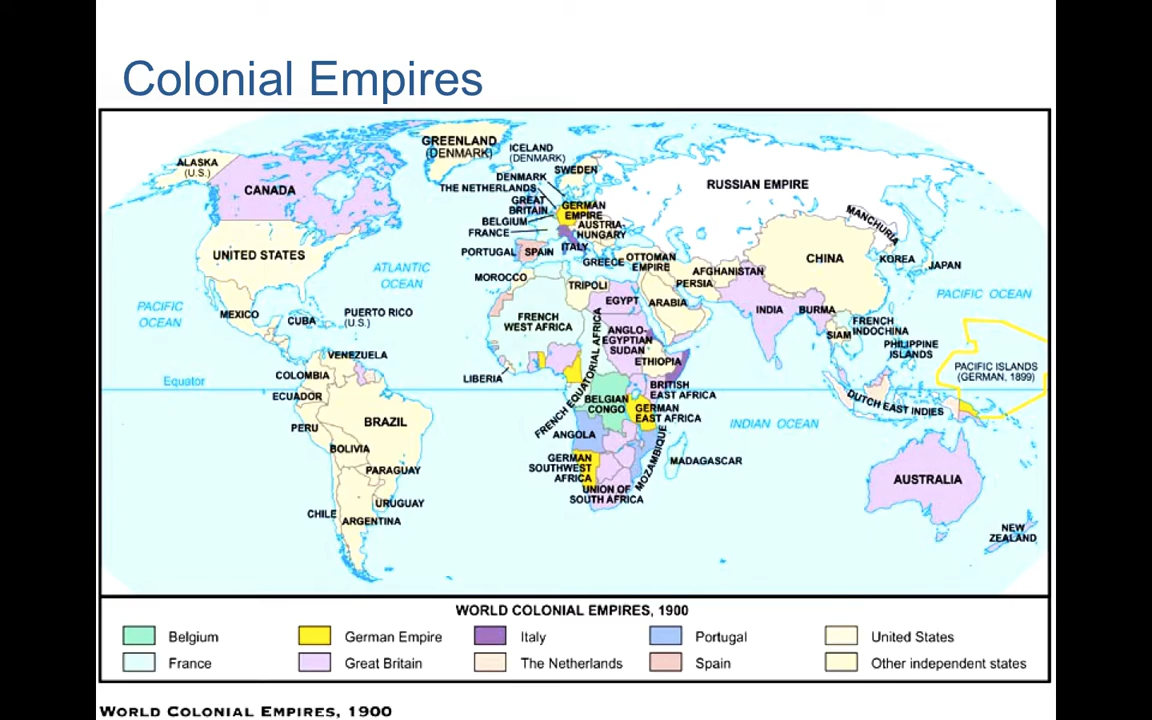 Colonial Empires
GREENLAND
(DENMARK)
ICELAND
(DENMARK)
ALASKA
(U.S.)
SWEDEN
DENMARK
THE NETHERLANDS
CANADA
RUSSIAN EMPIRE
GREAT
BRITAIN
GERMAN
EMPIRE
BELGIUM
AUSTRIA-
HUNGARY
FRANCE
MANCHURIA
UNITED STATES
PORTUGAL
SPAIN
ITALY
GREECE
OTTOMAN
EMPIRE
CHINA
KOREA
JAPAN
ATLANTIC
OCEAN
MOROCCO
TRIPOLI
AFGHANISTAN
PERSIA
PACIFIC
OCEAN
PACIFIC OCEAN
MEXICO
CUBA
PUERTO RICO
(U.S.)
FRENCH
WEST AFRICA
EGYPT
ARABIA
INDIA
BURMA
FRENCH
INDOCHINA
SIAM
PHILIPPINE
ISLANDS
ANGLO-
EGYPTIAN
SUDAN
ETHIOPIA
VENEZUELA
COLOMBIA
LIBERIA
FRENCH EQUATORIAL AFRICA
PACIFIC ISLANDS
(GERMAN, 1899)
Equator
ECUADOR
BRITISH
EAST AFRICA
BELGIAN
CONGO
GERMAN
EAST AFRICA
DUTCH EAST INDIES
PERU
BRAZIL
ANGOLA
INDIAN OCEAN
BOLIVIA
MOZAMBIQUE
MADAGASCAR
PARAGUAY
GERMAN
SOUTHWEST
AFRICA
AUSTRALIA
UNION OF
SOUTH AFRICA
URUGUAY
CHILE
ARGENTINA
NEW
ZEALAND
WORLD COLONIAL EMPIRES, 1900
Belgium
German Empire
Italy
Portugal
United States
France
Great Britain
The Netherlands
Spain
Other independent states
WORLD COLONIAL EMPIRES, 1900